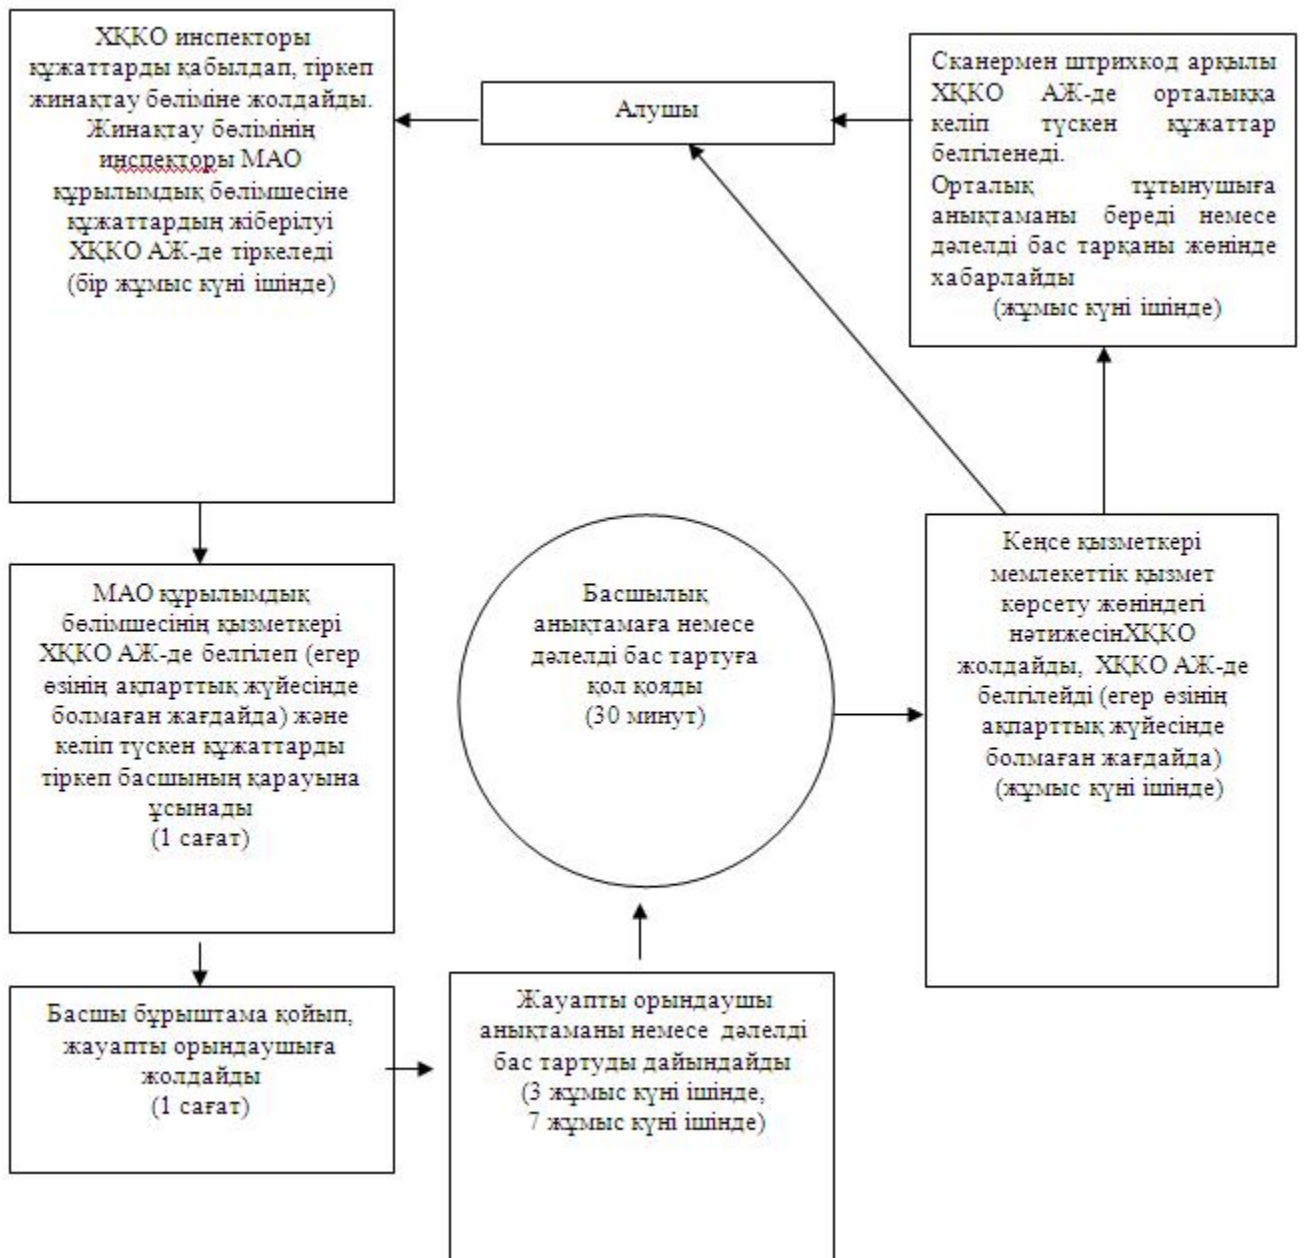 ХҚКО инспекторы
құжаттарды қабылдап, тіркеп
жинақтау бөліміне жолдайды.
Жинақтау бөлімінің
инспекторы МАО
құрылымдық бөлімшесіне
құжаттардың жіберілуі
ХҚКО АЖ-де тіркеледі
(бір жұмыс күні ішінде)
Алушы
Сканермен штрихкод арқылы
ХҚКО АЖ-де орталыққа
келіп түскен құжаттар
белгіленеді.
Орталық тұтынушыға
анықтаманы береді немесе
дәлелді бас тарқаны жөнінде
хабарлайды
(жұмыс күні ішінде)
МАО құрылымдық
бөлімшесінің қызметкері
ХҚКО АЖ-де белгілеп (егер
өзінің ақпарттық жүйесінде
болмаған жағдайда) және
келіп түскен құжаттарды
тіркеп басшының қарауына
ұсынады
(1 сағат)
Басшылық
анықтамаға немесе
дәлелді бас тартуға
қол қояды
(30 минут)
Кеңсе қызметкері
мемлекеттік қызмет
көрсету жөніндегі
нәтижесінХҚКО
жолдайды, ХҚКО АЖ-де
белгілейді (егер өзінің
ақпарттық жүйесінде
болмаған жағдайда)
(жұмыс күні ішінде)
Басшы бұрыштама қойып,
жауапты орындаушыға
жолдайды
(1 сағат)
Жауапты орындаушы
анықтаманы немесе дәлелді
бас тартуды дайындайды
(3 жұмыс күні ішінде,
7 жұмыс күні ішінде)